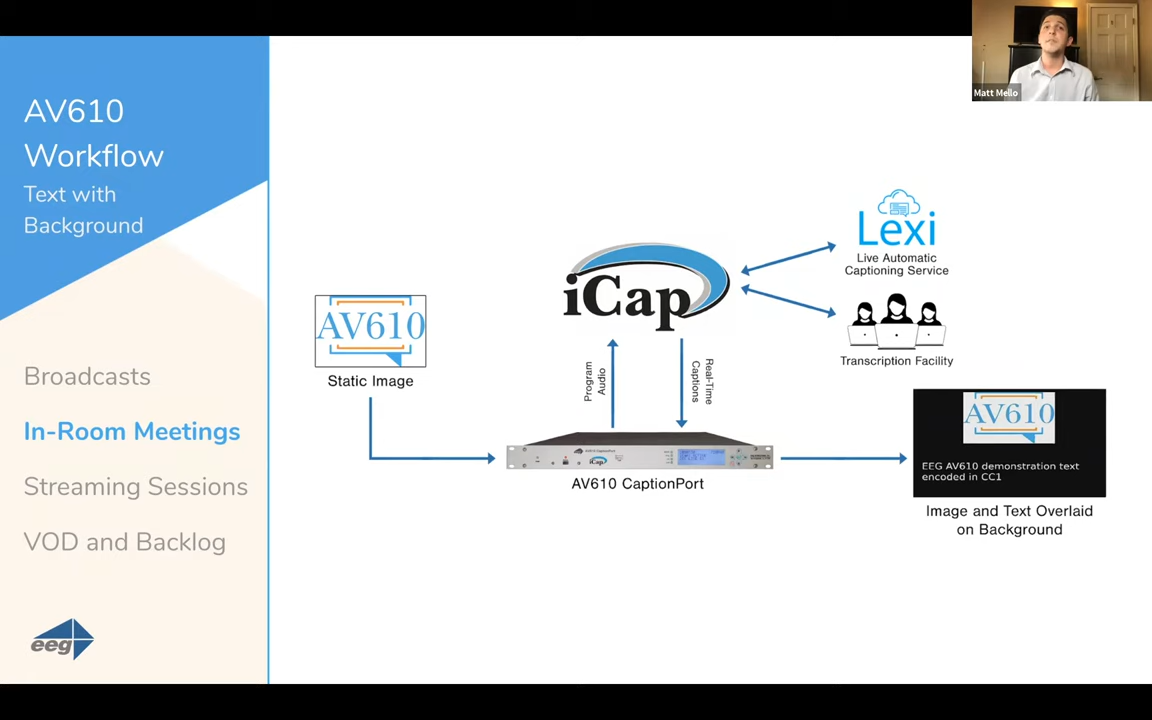 AV610
Workflow
Text with
Background
Broadcasts
In-Room Meetings
Streaming Sessions
VOD and Backlog
eeg
AV610
Static Image
iCap
Program
Audio
Real-Time
Captions
Lexi
Live Automatic
Captioning Service
Transcription Facility
iCap
AV610 CaptionPort
AV610
EEG AV610 demonstration text
encoded in CC1
Image and Text Overlaid
on Background
Matt Mello